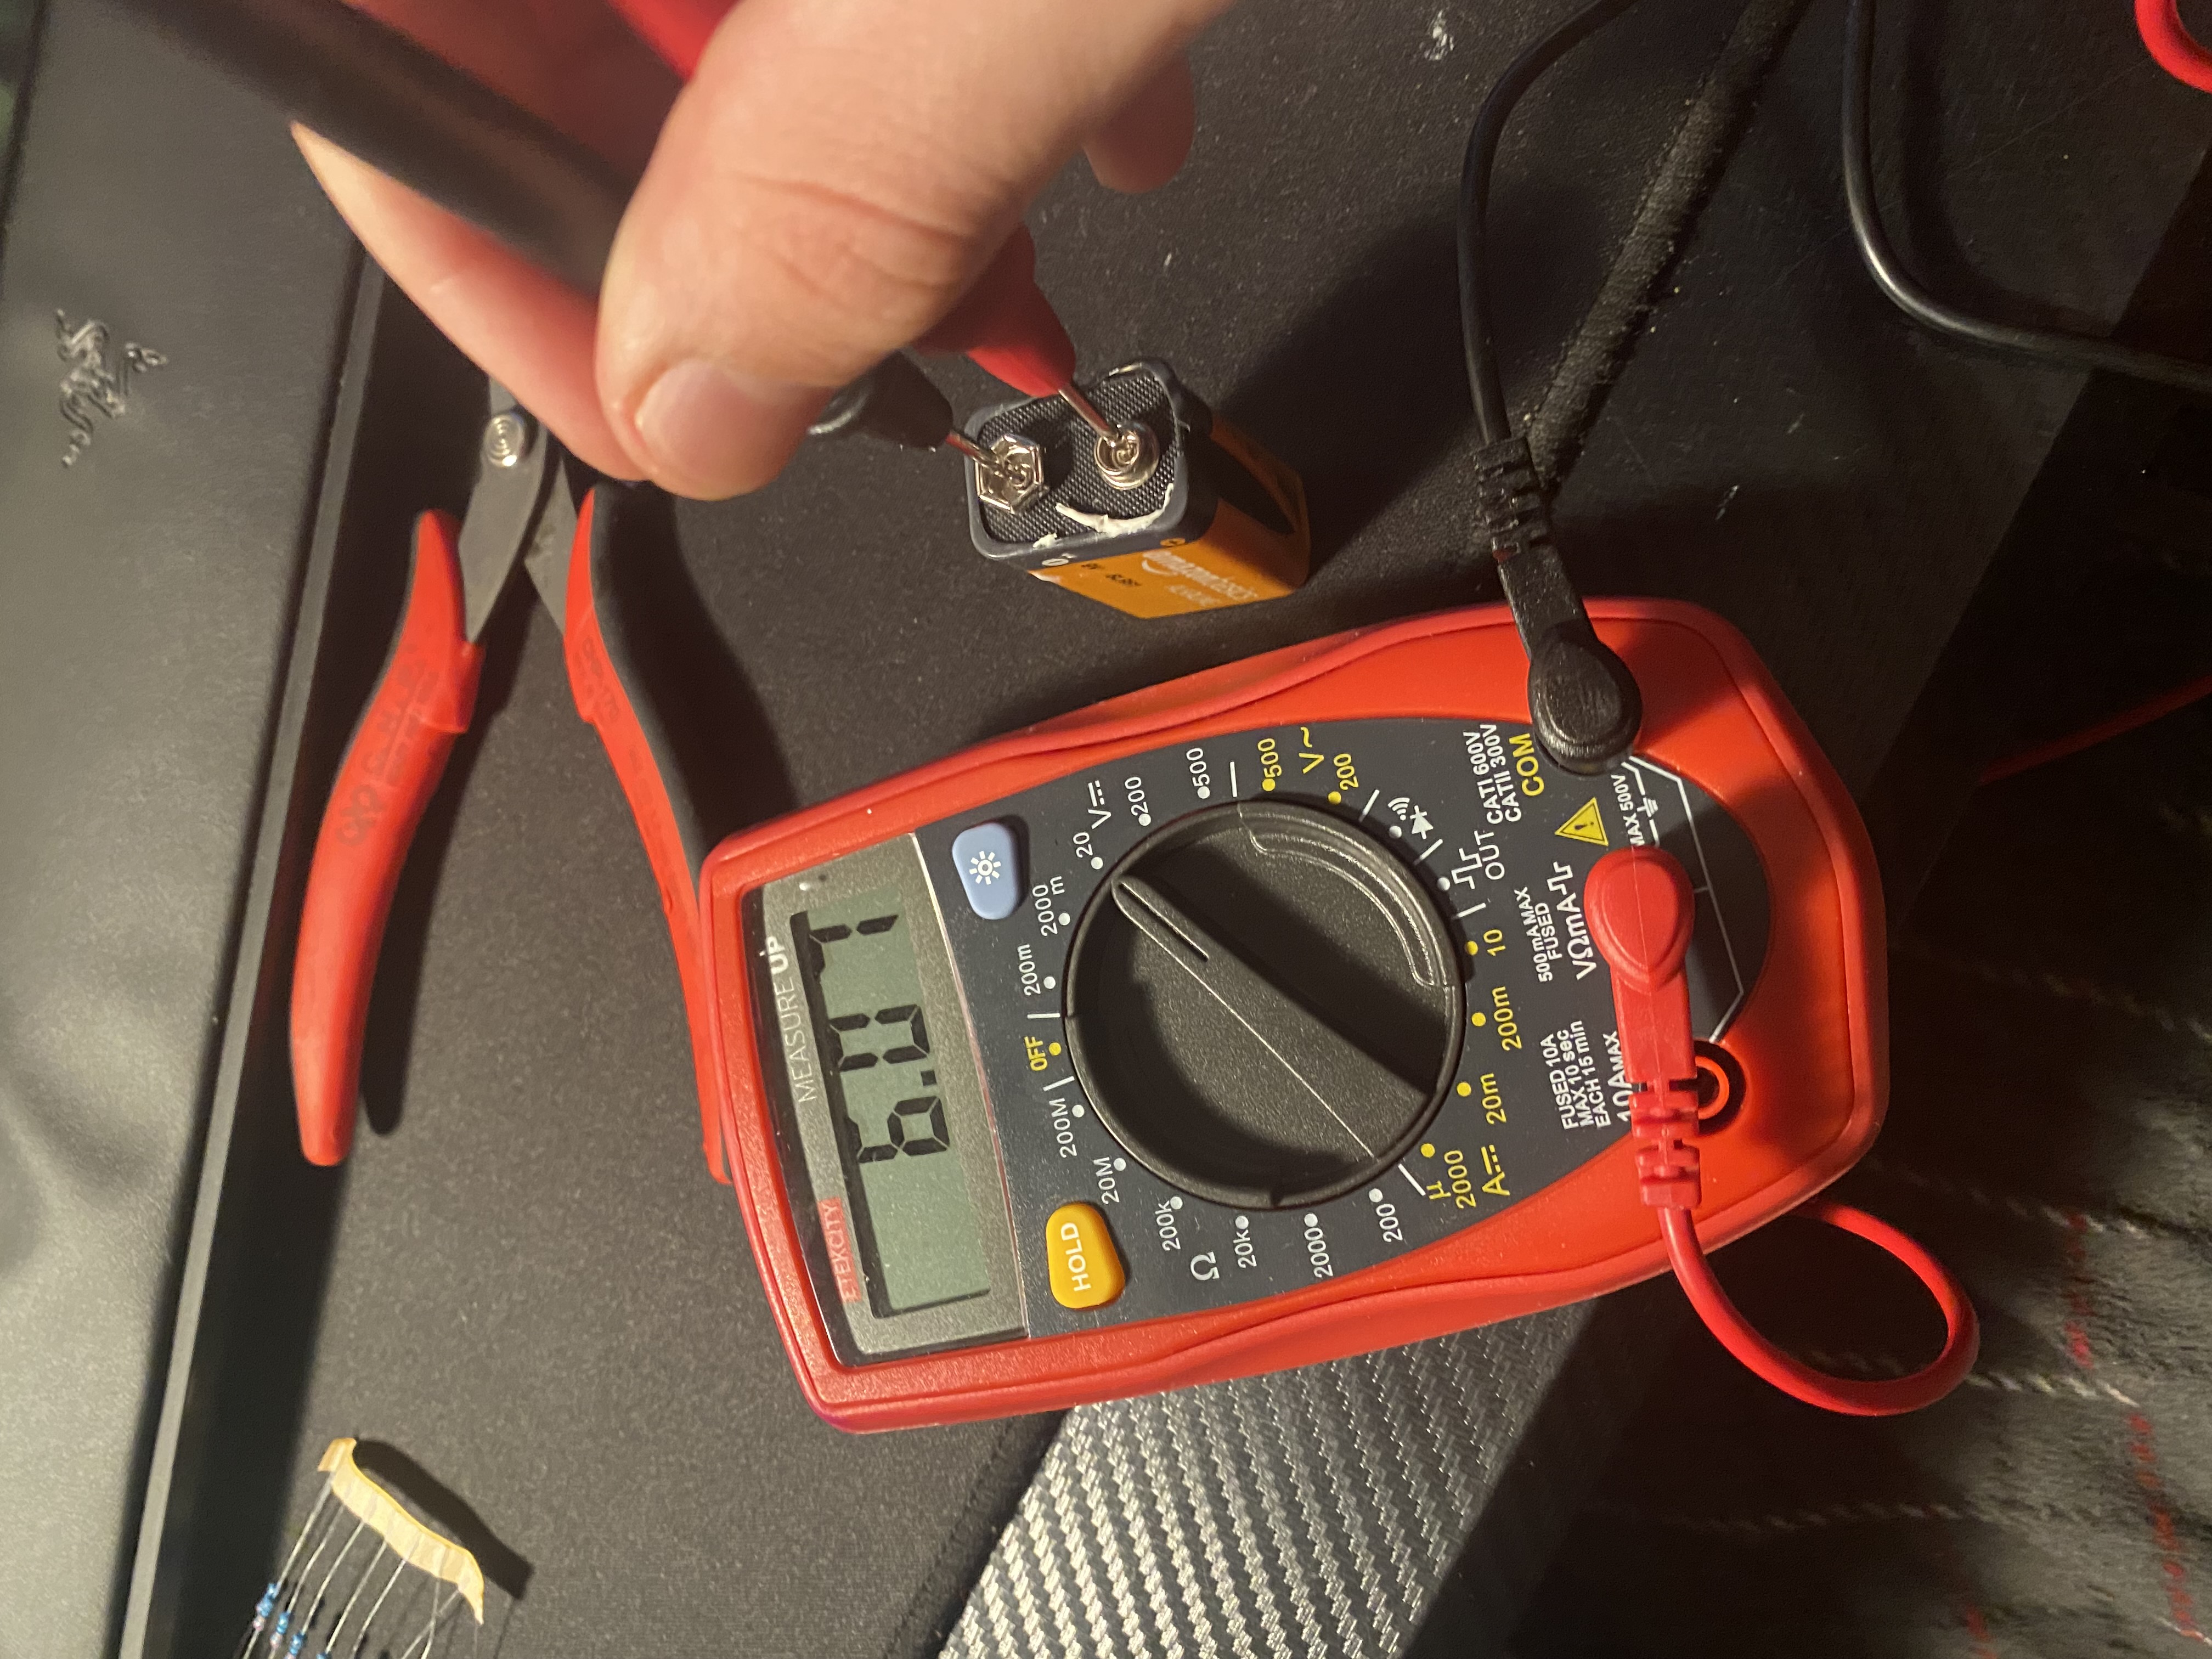 MEASURE UP
ETEKCITY
6.07
HOLD
OFF
200m
2000
m
20
V
200
500
500
V~
200
200M
20M
200k
Ω
20k
2000
200
μ
2000
A
20m
200m
10
OUT
CATI 600V
CATII 300V
COM
500 mA MAX
FUSED
VΩmA
FUSED 10A
MAX 10 sec
EACH 15 min
10A MAX
MAX 500V